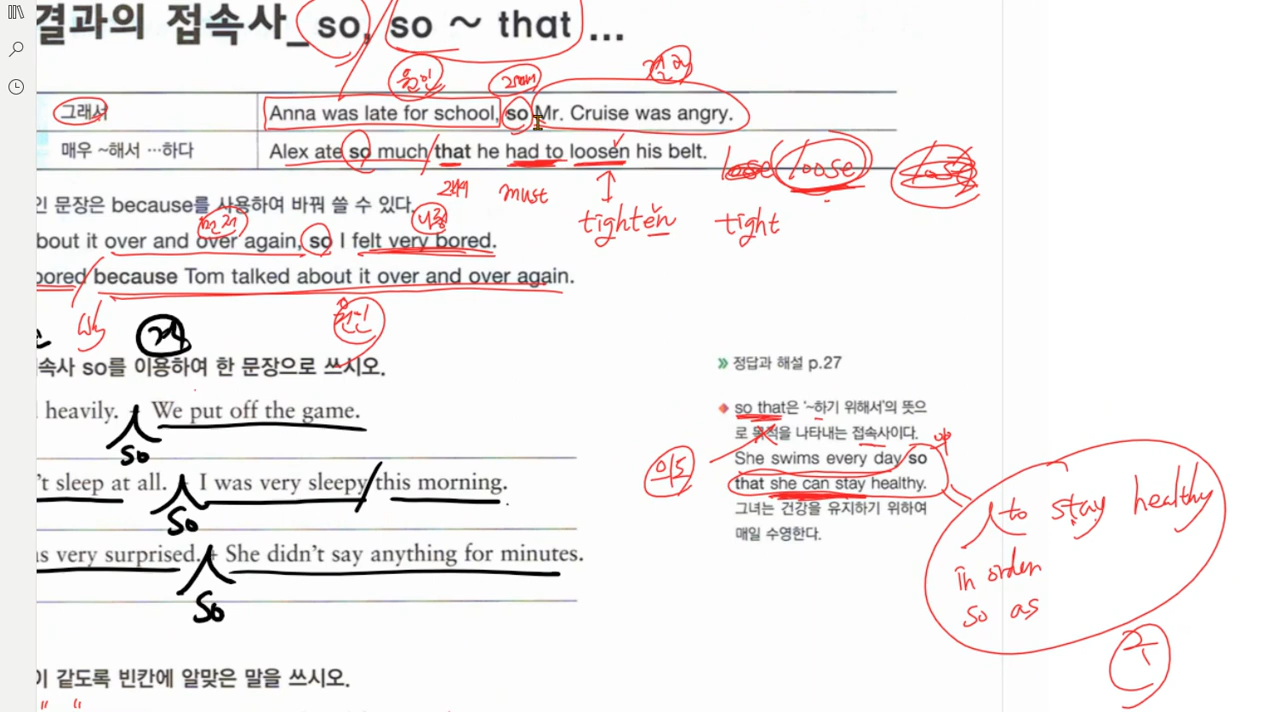 결과의 접속사_so, so ~ that ...
원인 그래서 결과
그래서 Anna was late for school, so Mr. Cruise was angry.
매우 ~해서 …하다 Alex ate so much that he had to loosen his belt.
loose
그래서 must tighten tight
인 문장은 because를 사용하여 바꿔 쓸 수 있다.
먼저 나중
bout it over and over again, so I felt very bored.
bored because Tom talked about it over and over again.
원인
속사 so를 이용하여 한 문장으로 쓰시오.
heavily. We put off the game.
so
't sleep at all. I was very sleepy this morning.
so
as very surprised. She didn't say anything for minutes.
so
이 같도록 빈칸에 알맞은 말을 쓰시오.
» 정답과 해설 p.27
so that은 '~하기 위해서'의 뜻으
로 목적을 나타내는 접속사이다.
She swims every day so
that she can stay healthy.
그녀는 건강을 유지하기 위하여
매일 수영한다.
to stay healthy
in order
so as